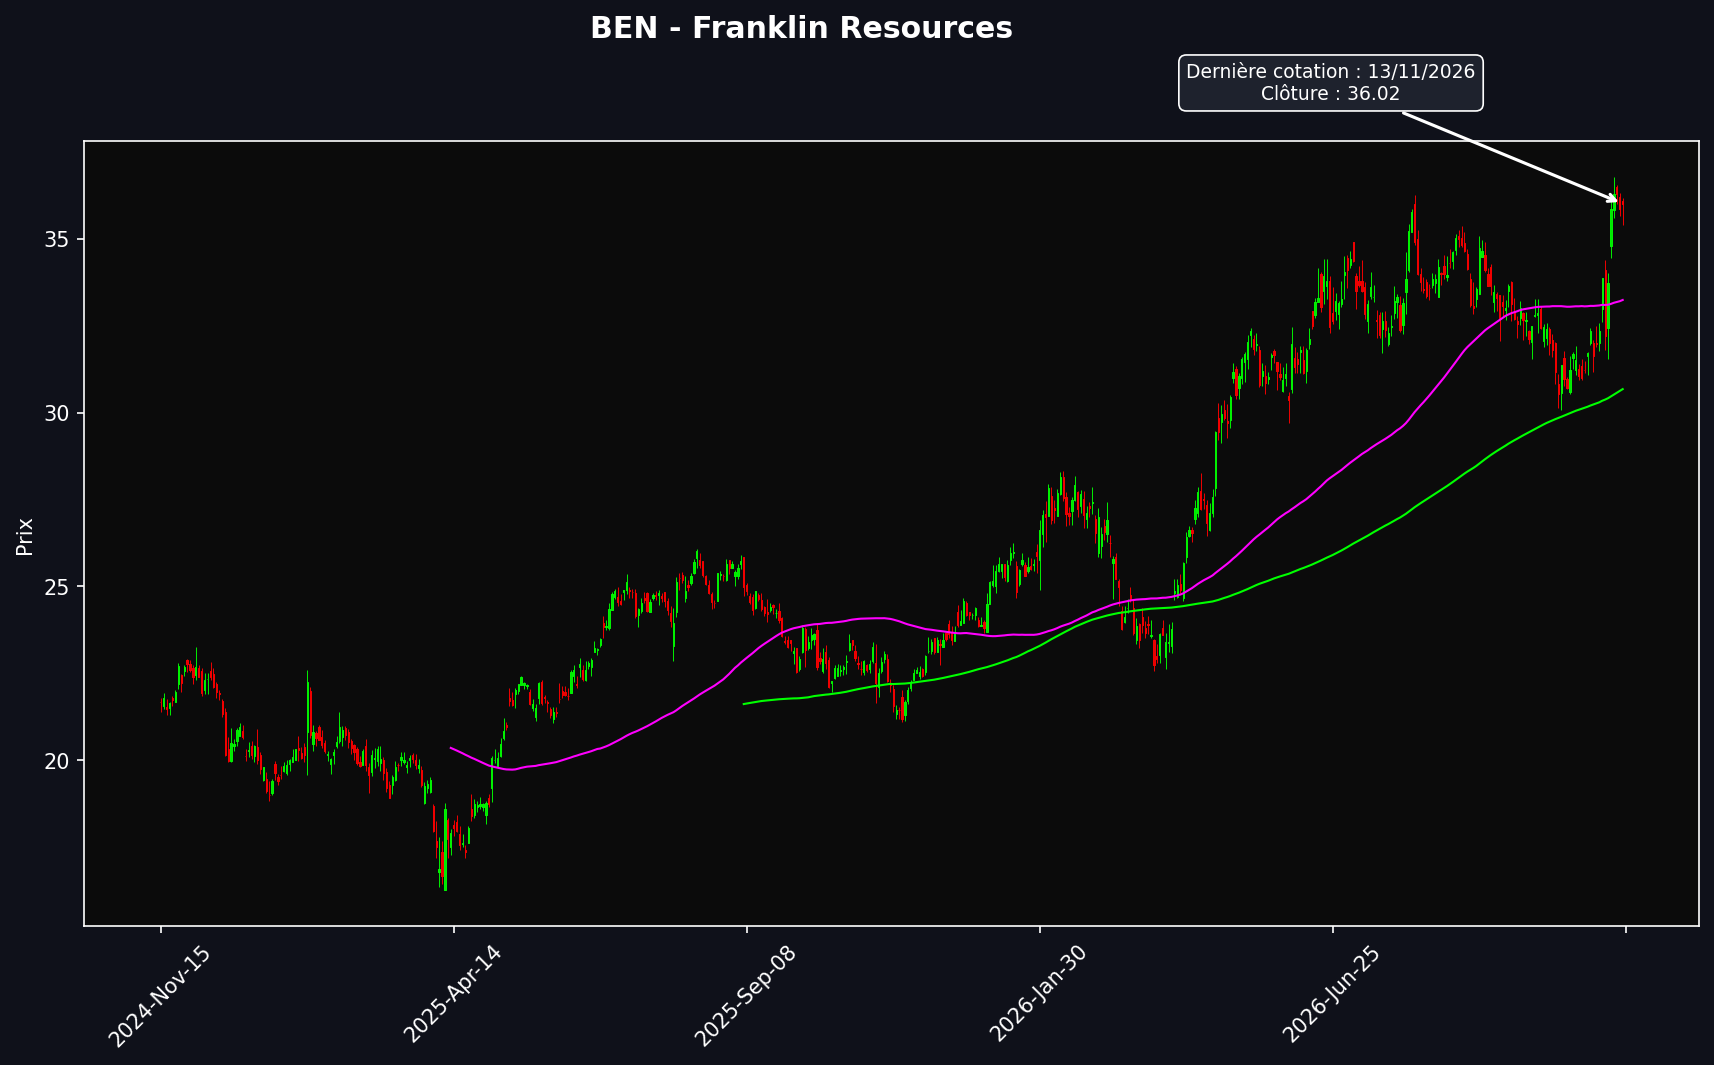 BEN - Franklin Resources
Dernière cotation : 13/11/2026
Clôture : 36.02
Prix
35
30
25
20
2024-Nov-15
2025-Apr-14
2025-Sep-08
2026-Jan-30
2026-Jun-25